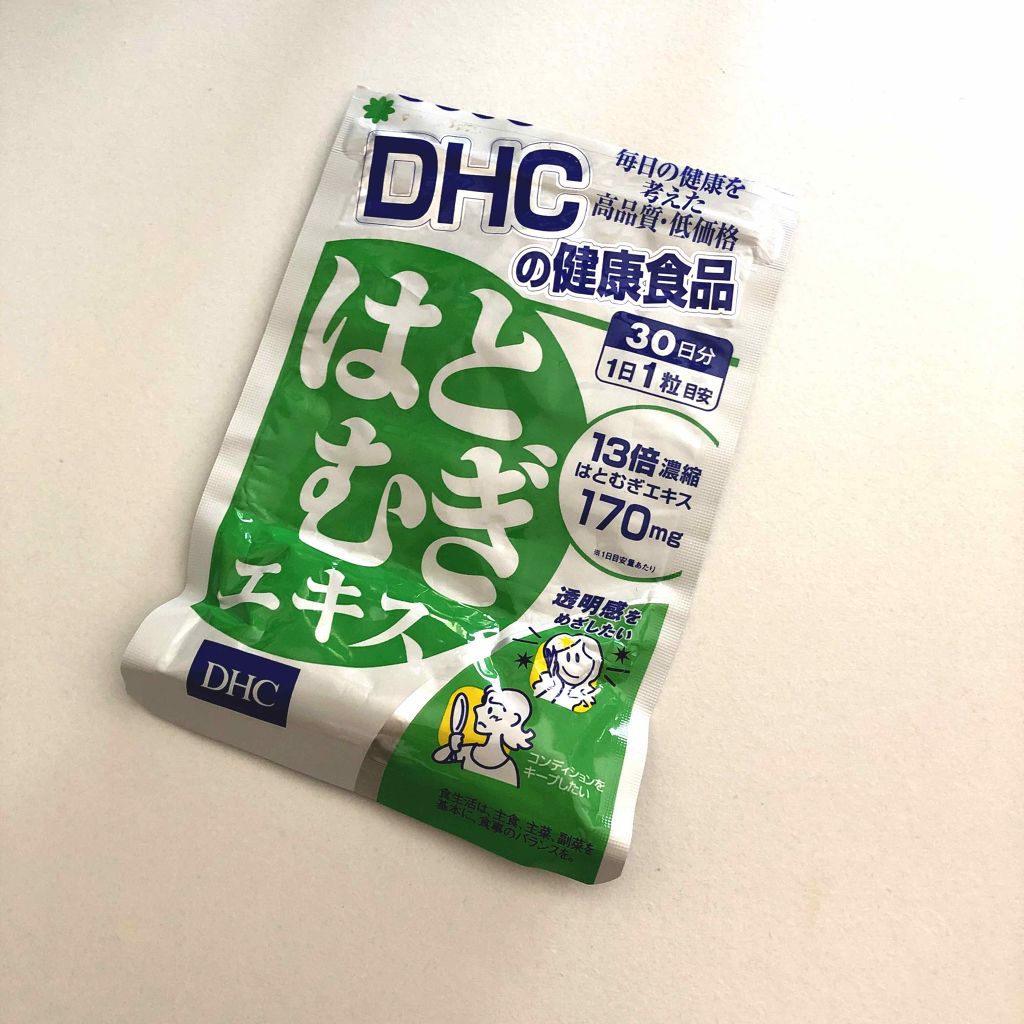 DHC
毎日の健康を
考えた
高品質・低価格
の健康食品
30日分
1日1粒目安
はと
むぎ
エキス
13倍濃縮
はとむぎエキス
170mg
※1日目安量あたり
透明感を
めざしたい
コンディションを
キープしたい
DHC
食生活は、主食、主菜、副菜を
基本に、食事のバランスを。